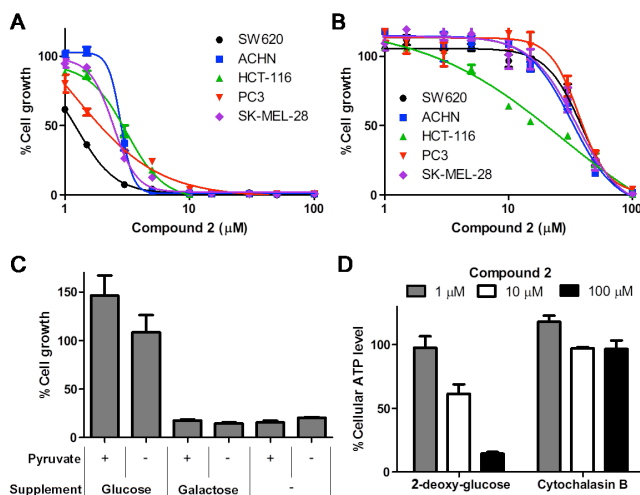 A
SW620
ACHN
HCT-116
PC3
SK-MEL-28
% Cell growth
100
50
0
1
10
100
Compound 2 (μM)
B
% Cell growth
100
50
0
SW620
ACHN
HCT-116
PC3
SK-MEL-28
1
10
100
Compound 2 (μM)
C
% Cell growth
150
100
50
0
Pyruvate + - + - + -
Supplement Glucose Galactose -
D
Compound 2
1 μM 10 μM 100 μM
% Cellular ATP level
150
100
50
0
2-deoxy-glucose Cytochalasin B